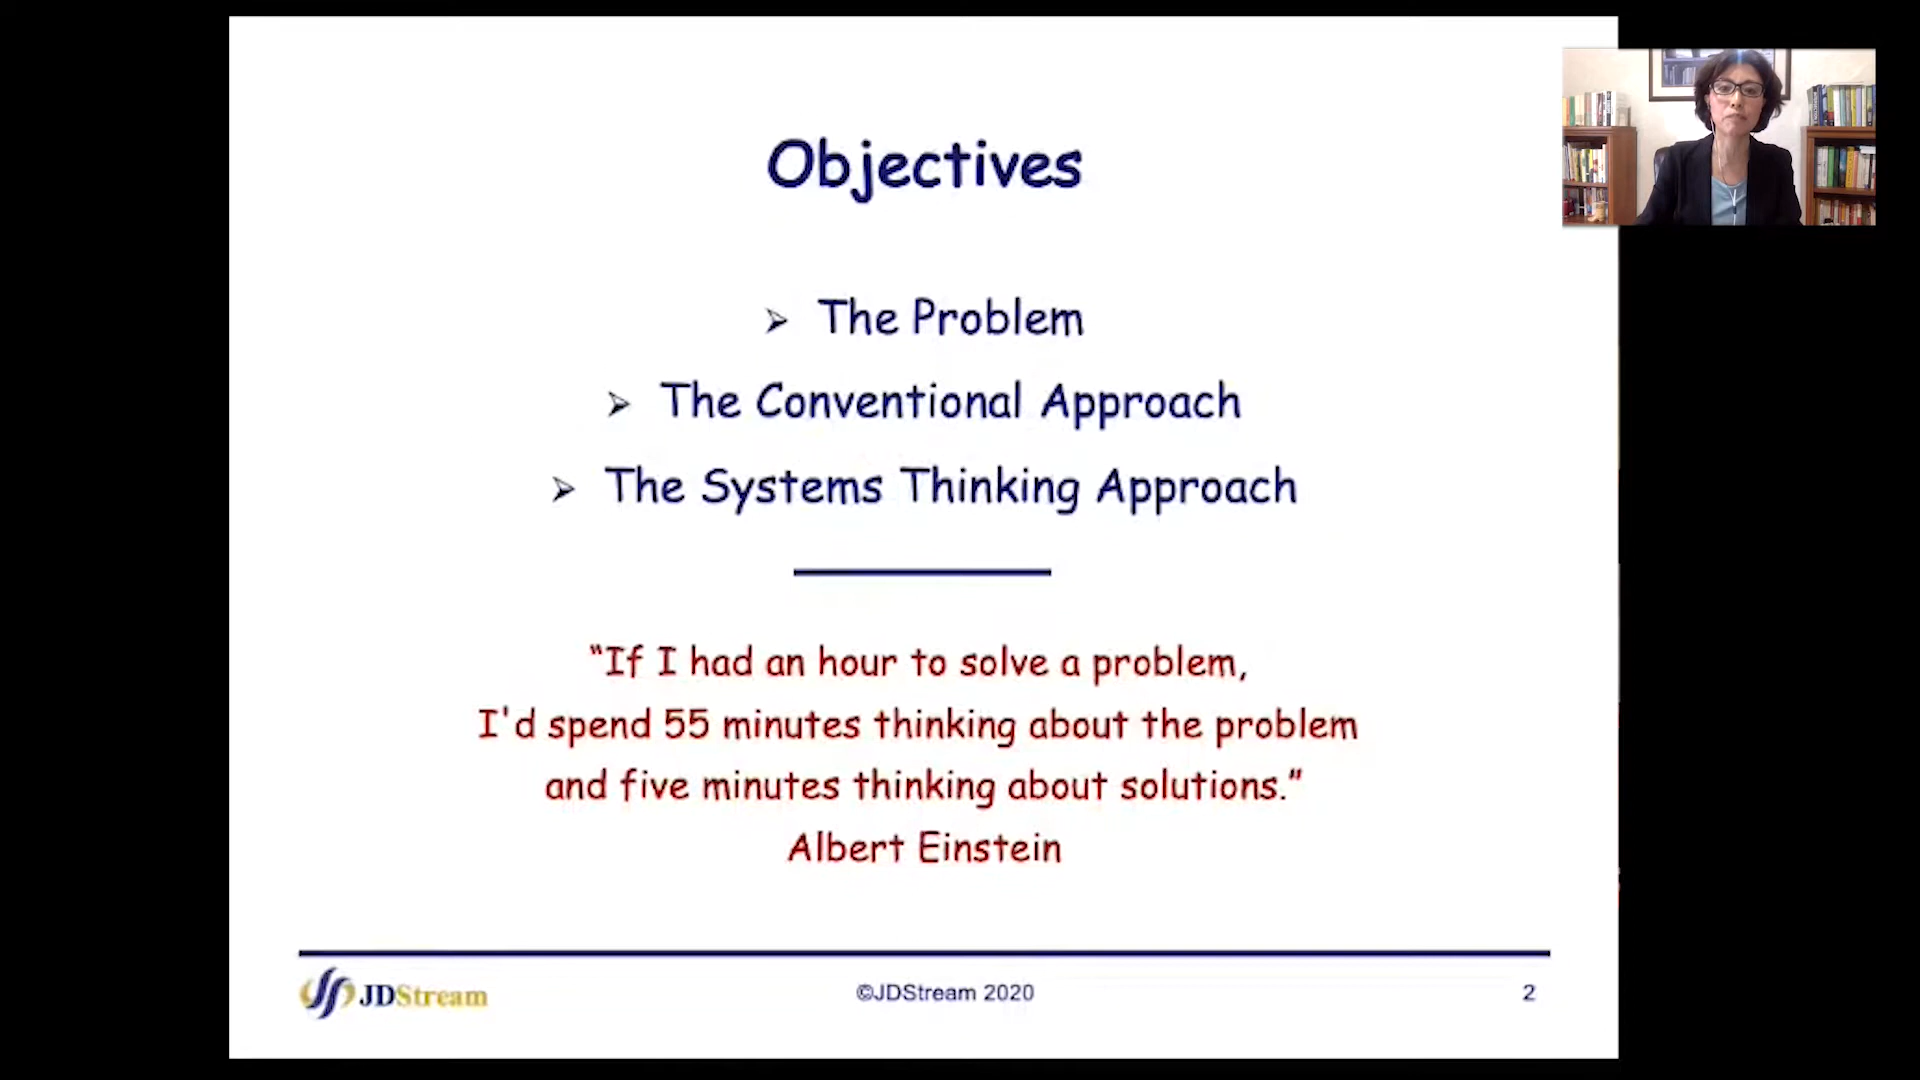 Objectives
➢ The Problem
➢ The Conventional Approach
➢ The Systems Thinking Approach
“If I had an hour to solve a problem,
I'd spend 55 minutes thinking about the problem
and five minutes thinking about solutions.”
Albert Einstein
JDStream
©JDStream 2020
2